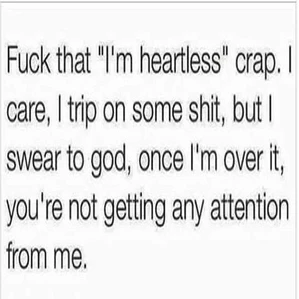 Fuck that "I'm heartless" crap. I
care, I trip on some shit, but I
swear to god, once I'm over it,
you're not getting any attention
from me.